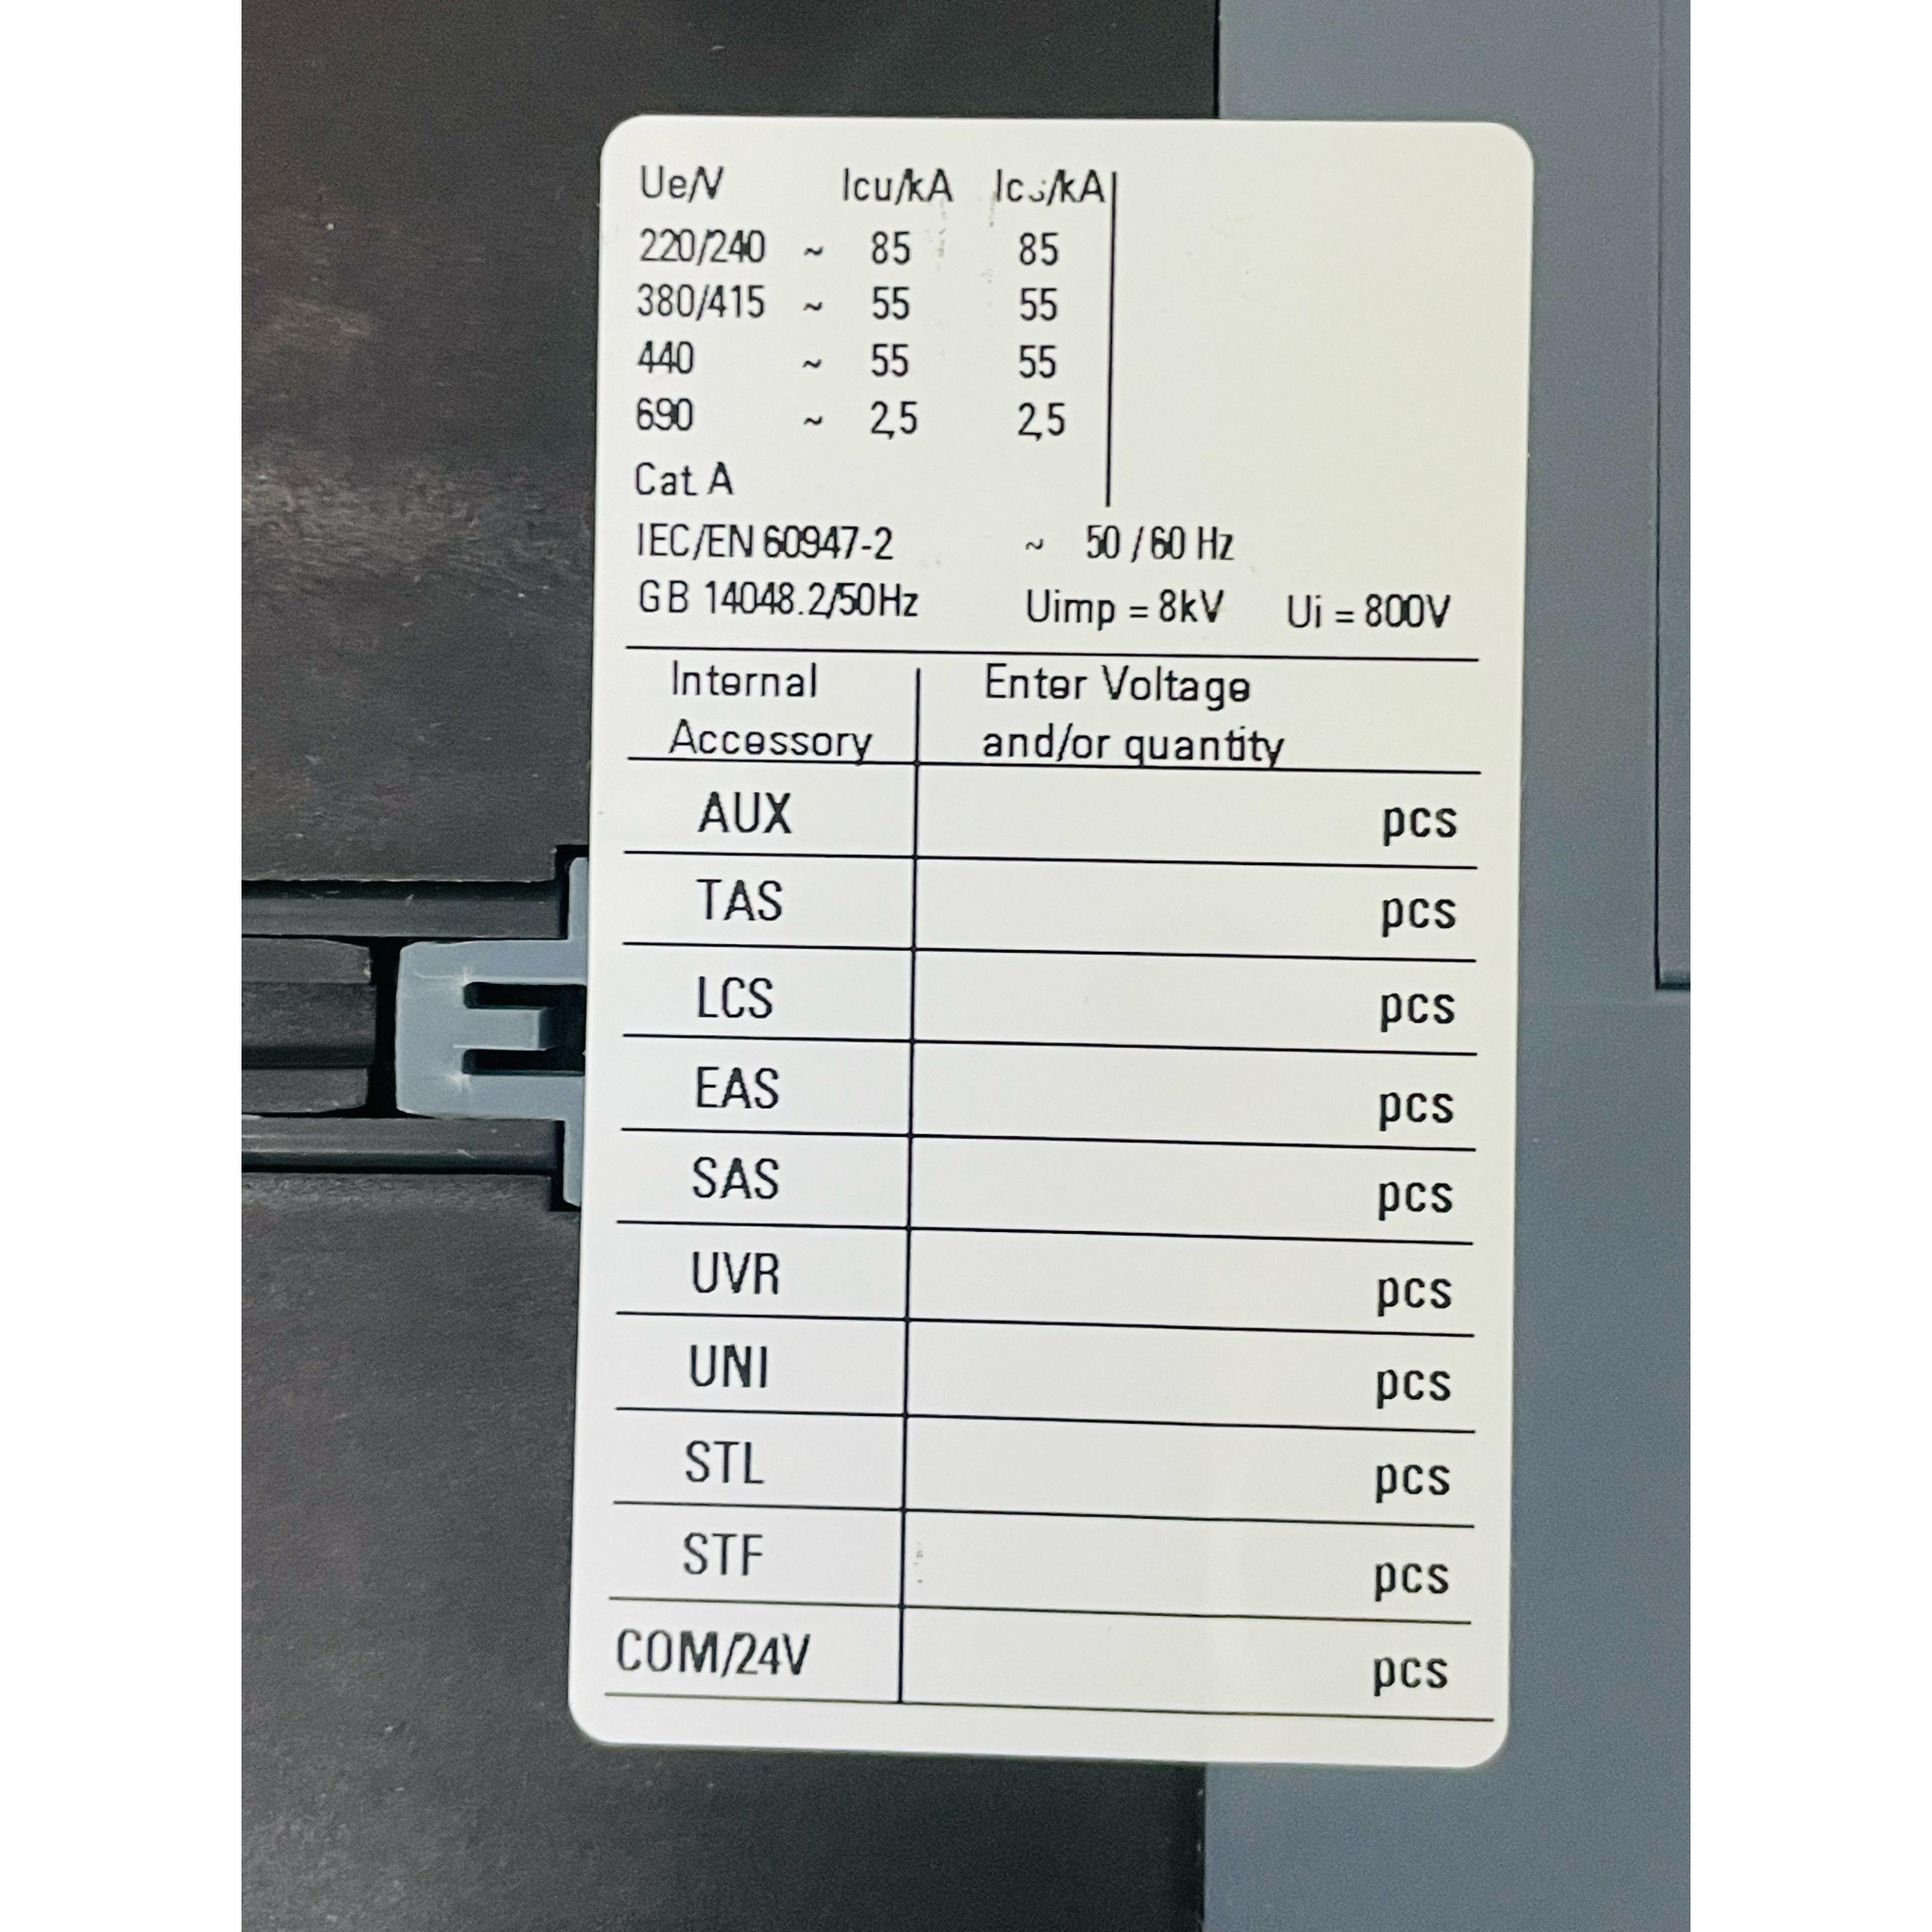 Ue/V Icu/kA Ics/kA
220/240 ~ 85 85
380/415 ~ 55 55
440 ~ 55 55
690 ~ 2,5 2,5
Cat. A
IEC/EN 60947-2 ~ 50 / 60 Hz
GB 14048.2/50Hz Uimp = 8kV Ui = 800V
Internal Enter Voltage
Accessory and/or quantity
AUX pcs
TAS pcs
LCS pcs
EAS pcs
SAS pcs
UVR pcs
UNI pcs
STL pcs
STF pcs
COM/24V pcs